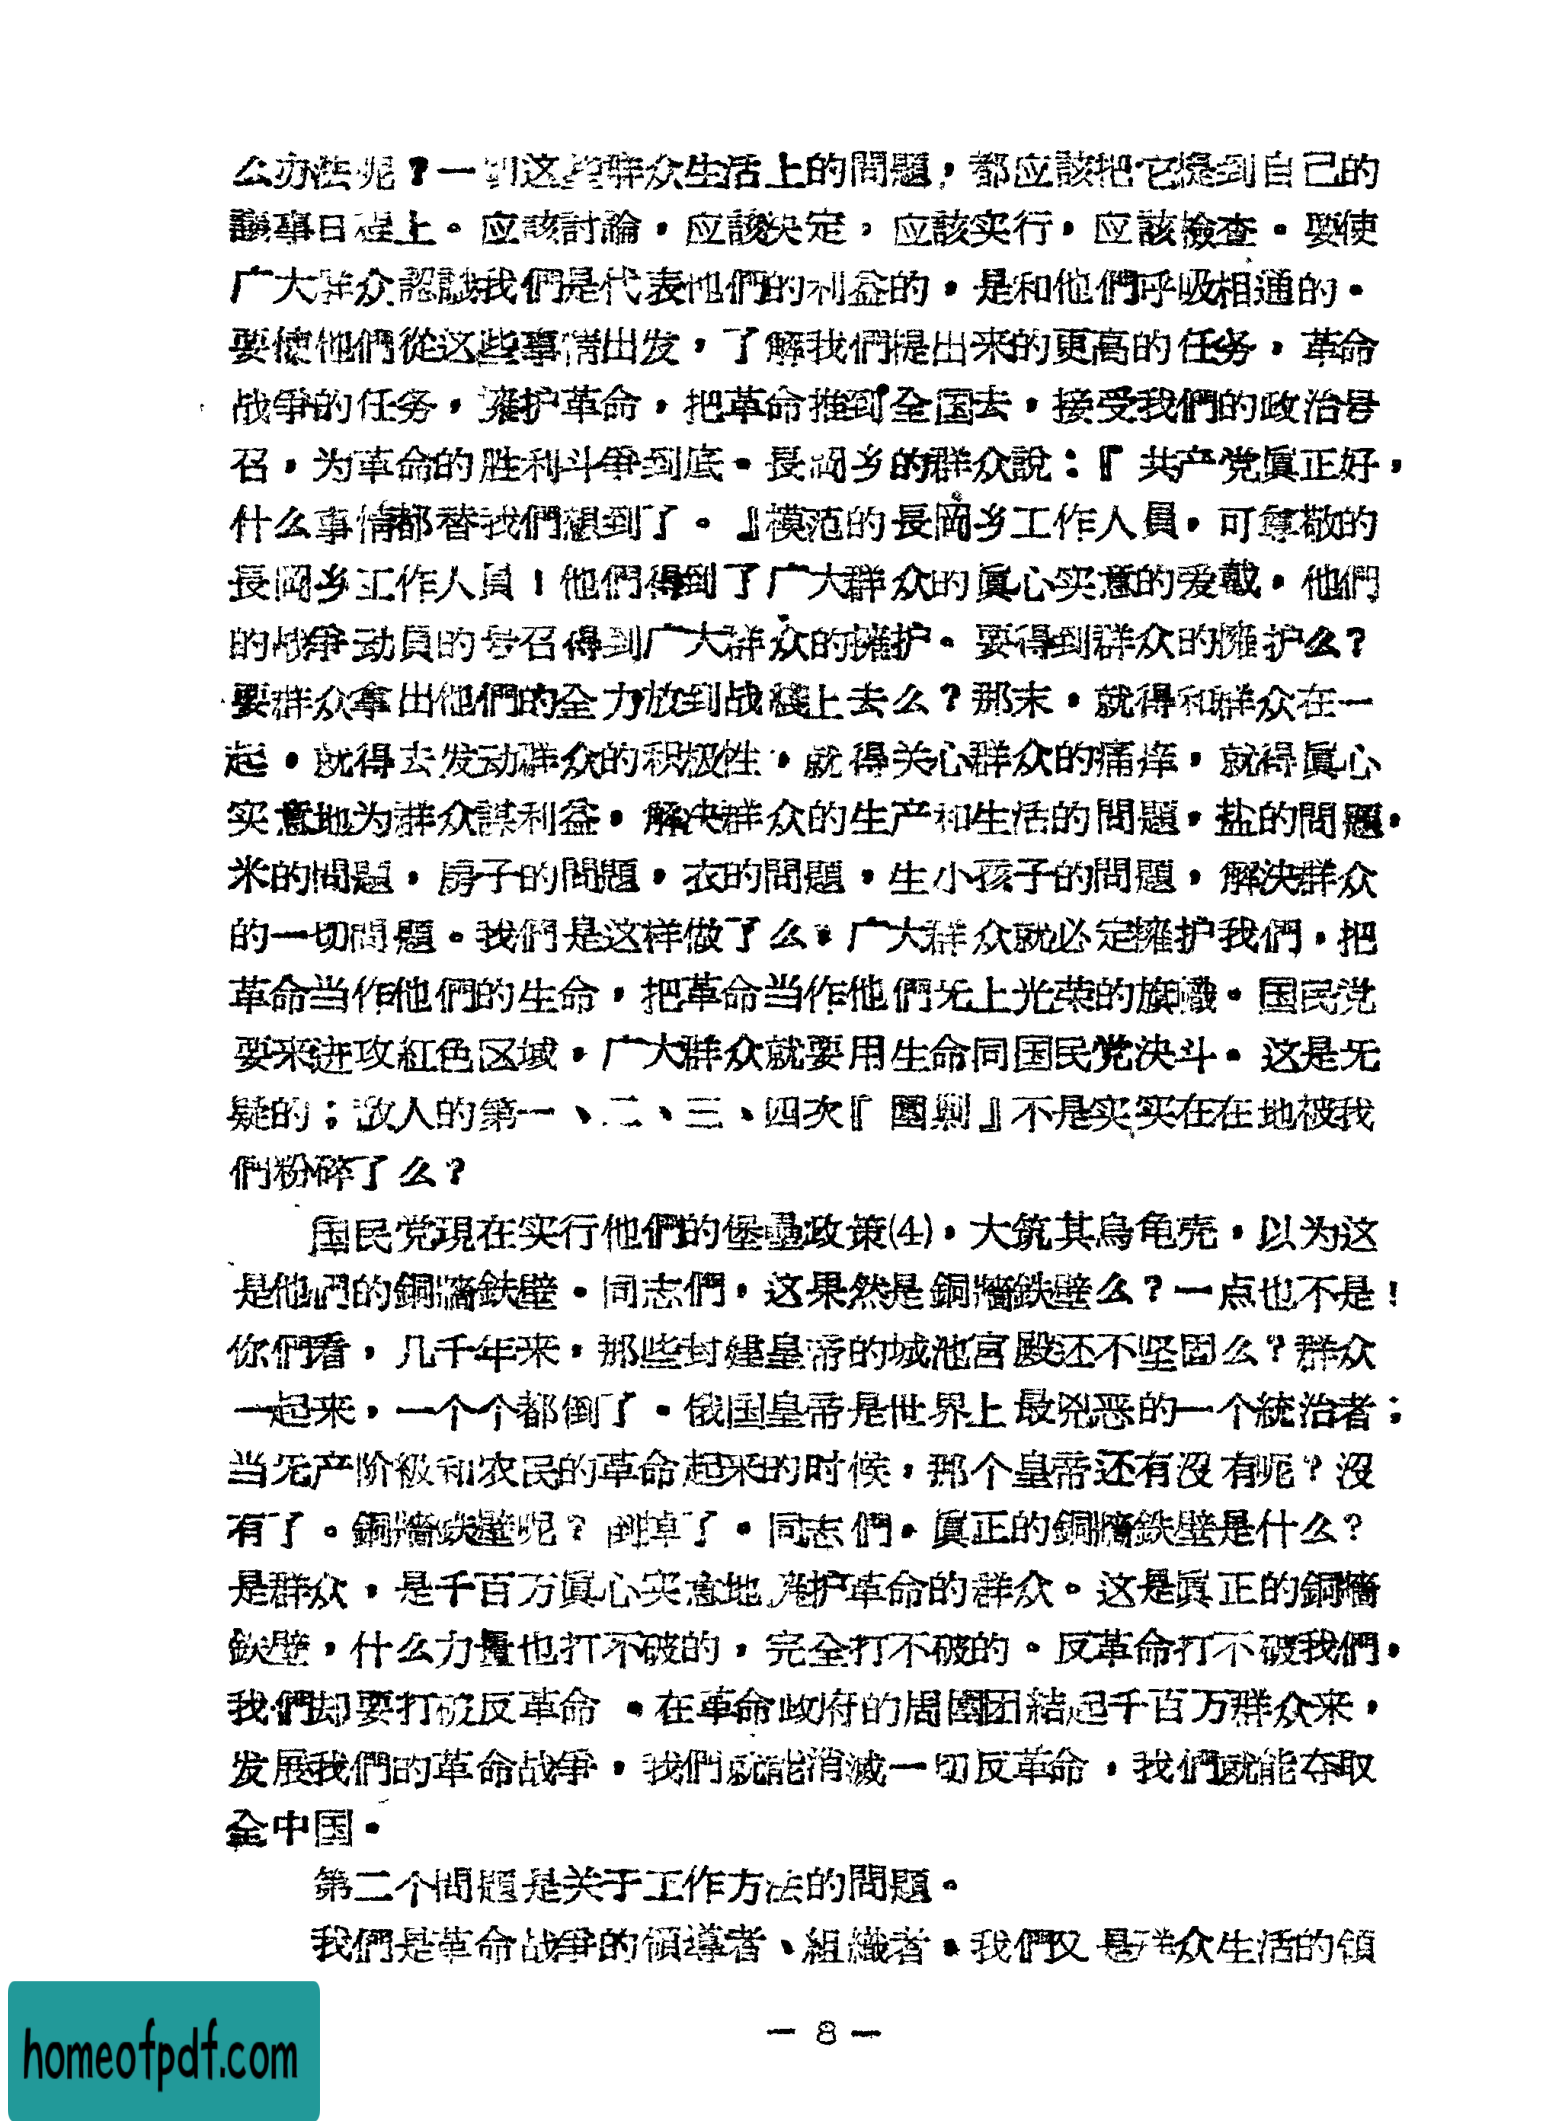 么办法呢？一切这些群众生活上的問題，都应該把它提到自己的
議事日程上。应該討論，应該决定，应該实行，应該檢查。要使
广大群众認識我們是代表他們的利益的，是和他們呼吸相通的。
要使他們從这些事情出发，了解我們提出来的更高的任务，革命
战爭的任务，擁护革命，把革命推到全国去，接受我們的政治号
召，为革命的胜利斗爭到底。長岡乡的群众說：『共产党眞正好，
什么事情都替我們想到了。』模范的長岡乡工作人員，可尊敬的
長岡乡工作人員！他們得到了广大群众的眞心实意的爱戴。他們
的战爭动員的号召得到广大群众的擁护。要得到群众的擁护么？
要群众拿出他們的全力放到战綫上去么？那末，就得和群众在一
起，就得去发动群众的积极性，就得关心群众的痛痒，就得眞心
实意地为群众謀利益，解决群众的生产和生活的問題，盐的問題，
米的問題，房子的問題，衣的問題，生小孩子的問題，解決群众
的一切問題。我們是这样做了么，广大群众就必定擁护我們，把
革命当作他們的生命，把革命当作他們无上光荣的旗幟。国民党
要来进攻紅色区域，广大群众就要用生命同国民党決斗。这是无
疑的；敌人的第一、二、三、四次『圍剿』不是实实在在地被我
們粉碎了么？
国民党現在实行他們的堡壘政策⑷，大筑其烏龟壳，以为这
是他們的銅墻鉄壁。同志們，这果然是銅墻鉄壁么？一点也不是！
你們看，几千年来，那些封建皇帝的城池宮殿还不坚固么？群众
一起来，一个个都倒了。俄国皇帝是世界上最兇恶的一个統治者；
当无产阶級和农民的革命起来的时候，那个皇帝还有沒有呢？沒
有了。銅墻鉄壁呢？倒掉了。同志們，眞正的銅墻鉄壁是什么？
是群众，是千百万眞心实意地擁护革命的群众。这是眞正的銅墻
鉄壁，什么力量也打不破的，完全打不破的。反革命打不破我們，
我們却要打破反革命。在革命政府的周圍团結起千百万群众来，
发展我們的革命战爭，我們就能消滅一切反革命，我們就能夺取
全中国。
第二个問題是关于工作方法的問題。
我們是革命战爭的領導者、組織者，我們又是群众生活的領
— 8 —
homeofpdf.com